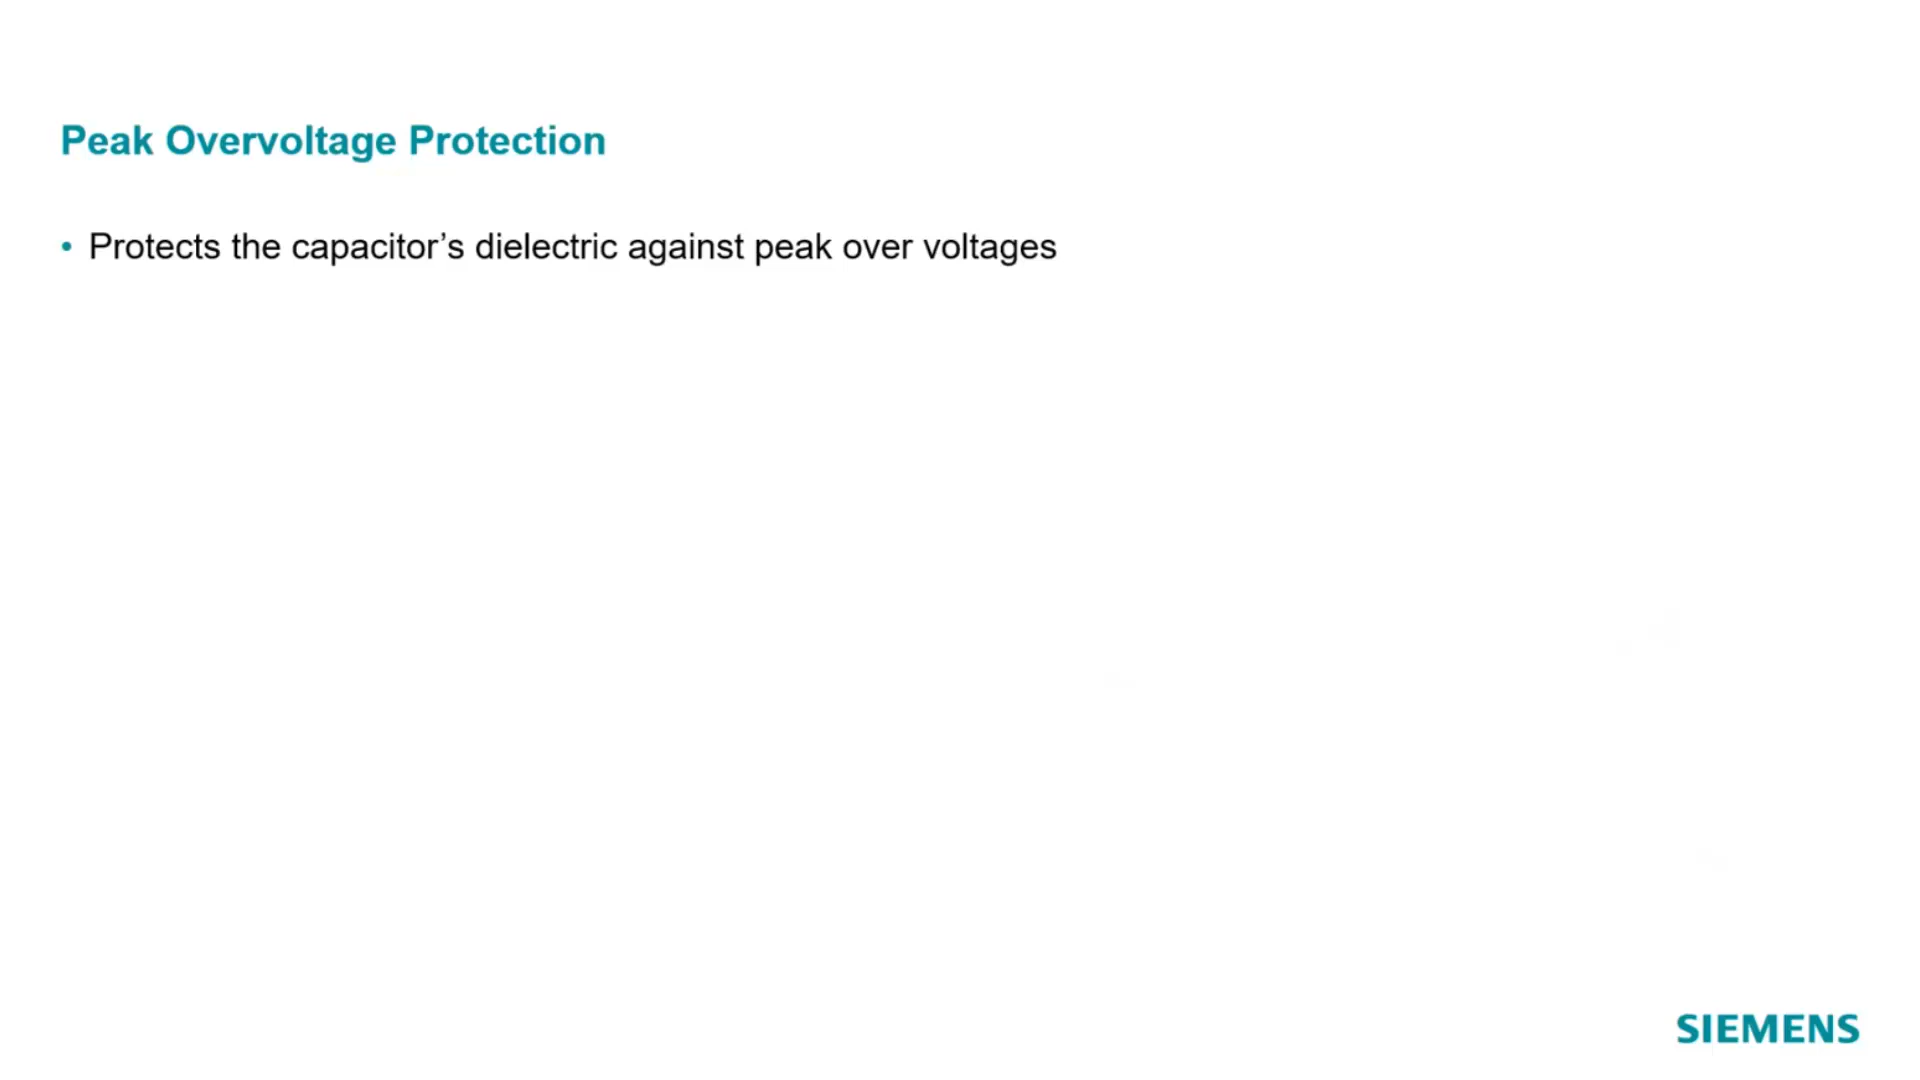 Peak Overvoltage Protection
• Protects the capacitor’s dielectric against peak over voltages
SIEMENS